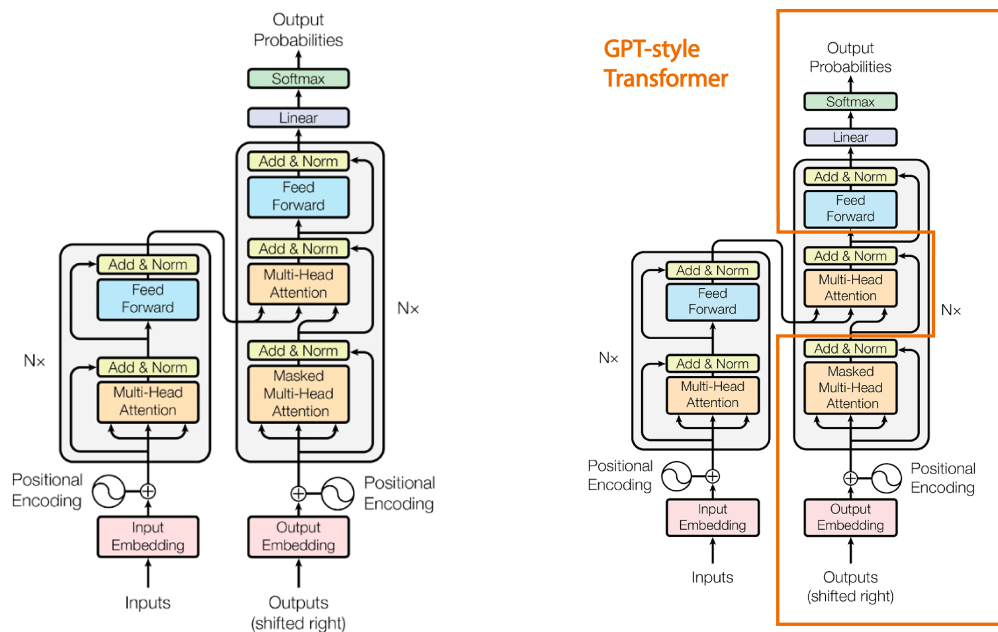 Output
Probabilities
Softmax
Linear
Add & Norm
Feed
Forward
Add & Norm
Multi-Head
Attention
Add & Norm
Masked
Multi-Head
Attention
Nx
Add & Norm
Feed
Forward
Nx
Add & Norm
Multi-Head
Attention
Positional
Encoding
Positional
Encoding
Input
Embedding
Output
Embedding
Inputs
Outputs
(shifted right)
GPT-style
Transformer
Output
Probabilities
Softmax
Linear
Add & Norm
Feed
Forward
Add & Norm
Multi-Head
Attention
Add & Norm
Masked
Multi-Head
Attention
Nx
Add & Norm
Feed
Forward
Nx
Add & Norm
Multi-Head
Attention
Positional
Encoding
Positional
Encoding
Input
Embedding
Output
Embedding
Inputs
Outputs
(shifted right)